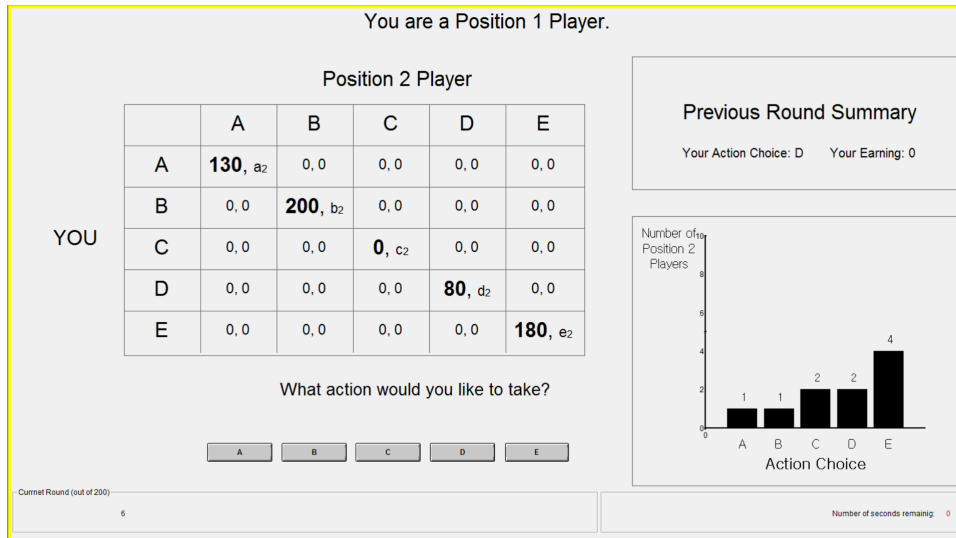 You are a Position 1 Player.
Position 2 Player
A B C D E
A 130, a2 0, 0 0, 0 0, 0 0, 0
B 0, 0 200, b2 0, 0 0, 0 0, 0
YOU
C 0, 0 0, 0 0, c2 0, 0 0, 0
D 0, 0 0, 0 0, 0 80, d2 0, 0
E 0, 0 0, 0 0, 0 0, 0 180, e2
What action would you like to take?
A B C D E
Previous Round Summary
Your Action Choice: D Your Earning: 0
Number of
Position 2
Players
10
8
6
4
2
0
0
1 1 2 2 4
A B C D E
Action Choice
Currnet Round (out of 200)
6
Number of seconds remainig: 0